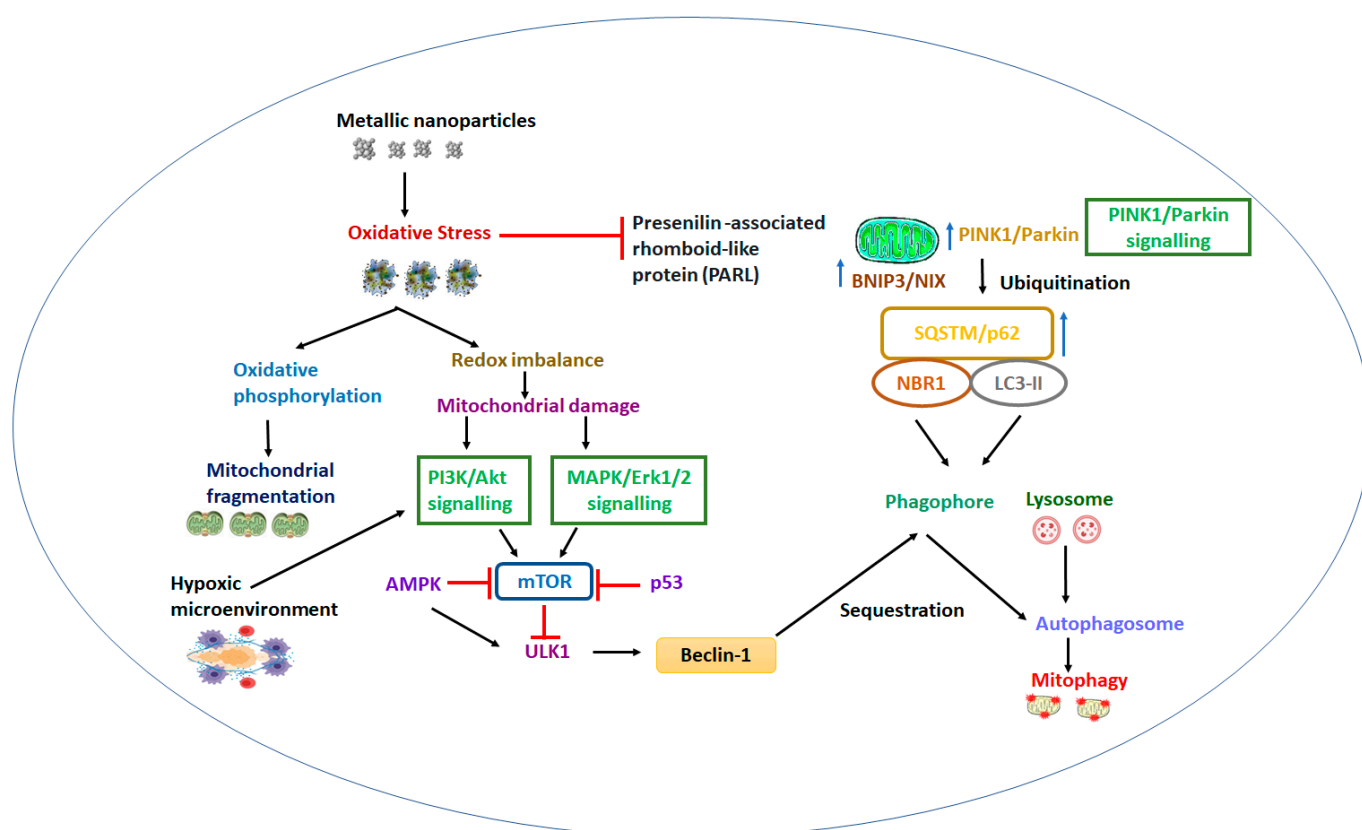 Metallic nanoparticles
Oxidative Stress
Presenilin-associated
rhomboid-like
protein (PARL)
PINK1/Parkin
PINK1/Parkin
signalling
BNIP3/NIX
Ubiquitination
SQSTM/p62
NBR1
LC3-II
Oxidative
phosphorylation
Redox imbalance
Mitochondrial damage
Mitochondrial
fragmentation
PI3K/Akt
signalling
MAPK/Erk1/2
signalling
Phagophore
Lysosome
Hypoxic
microenvironment
AMPK
mTOR
p53
Sequestration
Autophagosome
ULK1
Beclin-1
Mitophagy